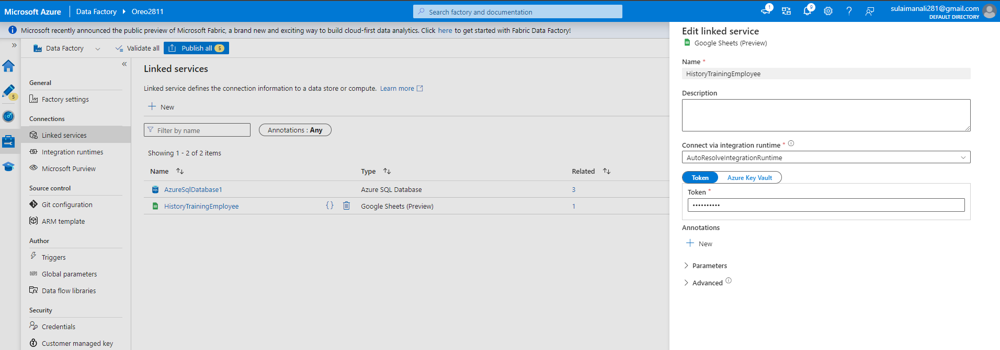 Microsoft Azure
Data Factory
Oreo2811
Search factory and documentation
1
9
sulaimanali281@gmail.com
DEFAULT DIRECTORY
Microsoft recently announced the public preview of Microsoft Fabric, a brand new and exciting way to build cloud-first data analytics. Click here to get started with Fabric Data Factory!
Data Factory
Validate all
Publish all 5
5
General
Factory settings
Connections
Linked services
Integration runtimes
Microsoft Purview
Source control
Git configuration
ARM template
Author
Triggers
Global parameters
Data flow libraries
Security
Credentials
Customer managed key
Linked services
Linked service defines the connection information to a data store or compute. Learn more
New
Filter by name
Annotations : Any
Showing 1 - 2 of 2 items
Name Type Related
AzureSqlDatabase1 Azure SQL Database 3
HistoryTrainingEmployee {} Google Sheets (Preview) 1
Edit linked service
Google Sheets (Preview)
Name *
HistoryTrainingEmployee
Description
Connect via integration runtime *
AutoResolveIntegrationRuntime
Token Azure Key Vault
Token *
••••••••••
Annotations
New
Parameters
Advanced